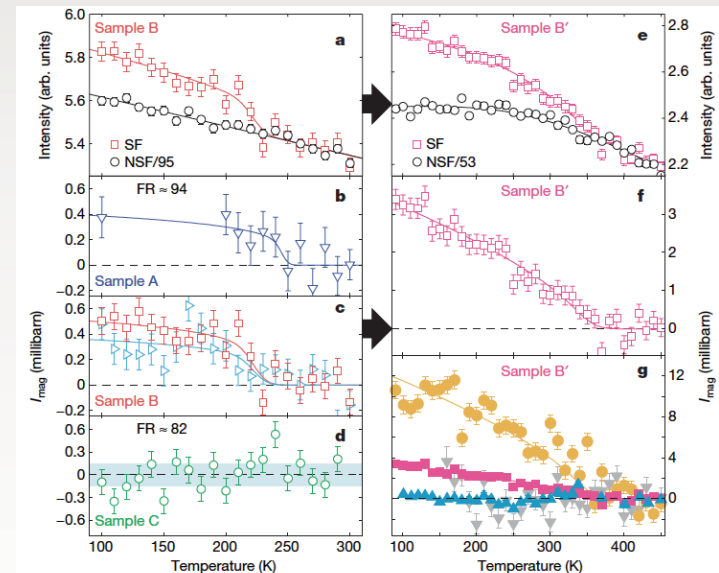 6.0
5.8
5.6
5.4
Intensity (arb. units)
Sample B
a
SF
NSF/95
0.6
0.4
0.2
0
−0.2
FR ≈ 94
b
Sample A
0.6
0.4
0.2
0
−0.2
I mag (millibarn)
c
Sample B
0.6
0.3
0
−0.3
−0.6
FR ≈ 82
d
Sample C
100 150 200 250 300
Temperature (K)
Intensity (arb. units)
Sample B′
e
2.8
2.6
2.4
2.2
SF
NSF/53
Sample B′
f
3
2
1
0
Sample B′
g
12
8
4
0
I mag (millibarn)
100 200 300 400
Temperature (K)